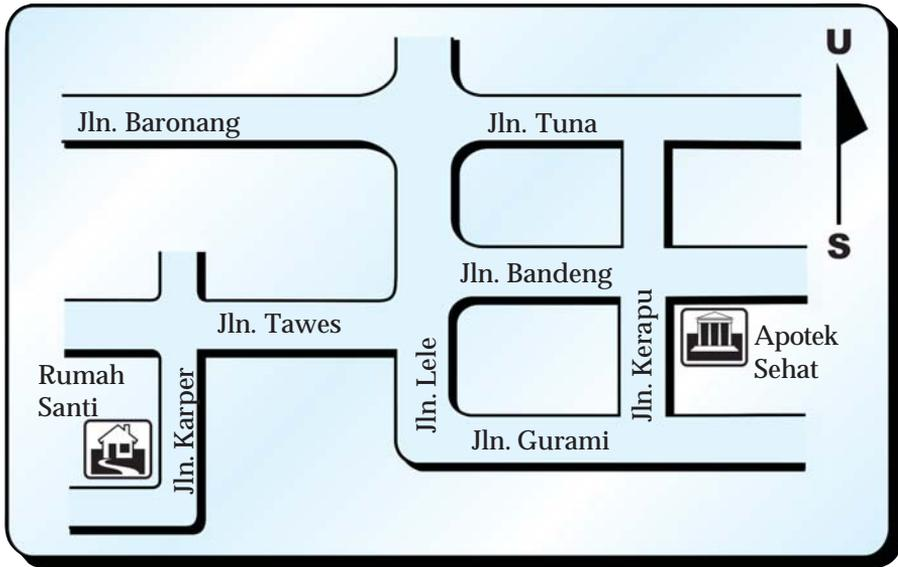 U
Jln. Baronang
Jln. Tuna
S
Jln. Bandeng
Jln. Tawes
Jln. Kerapu
Apotek
Sehat
Jln. Lele
Rumah
Santi
Jln. Karper
Jln. Gurami